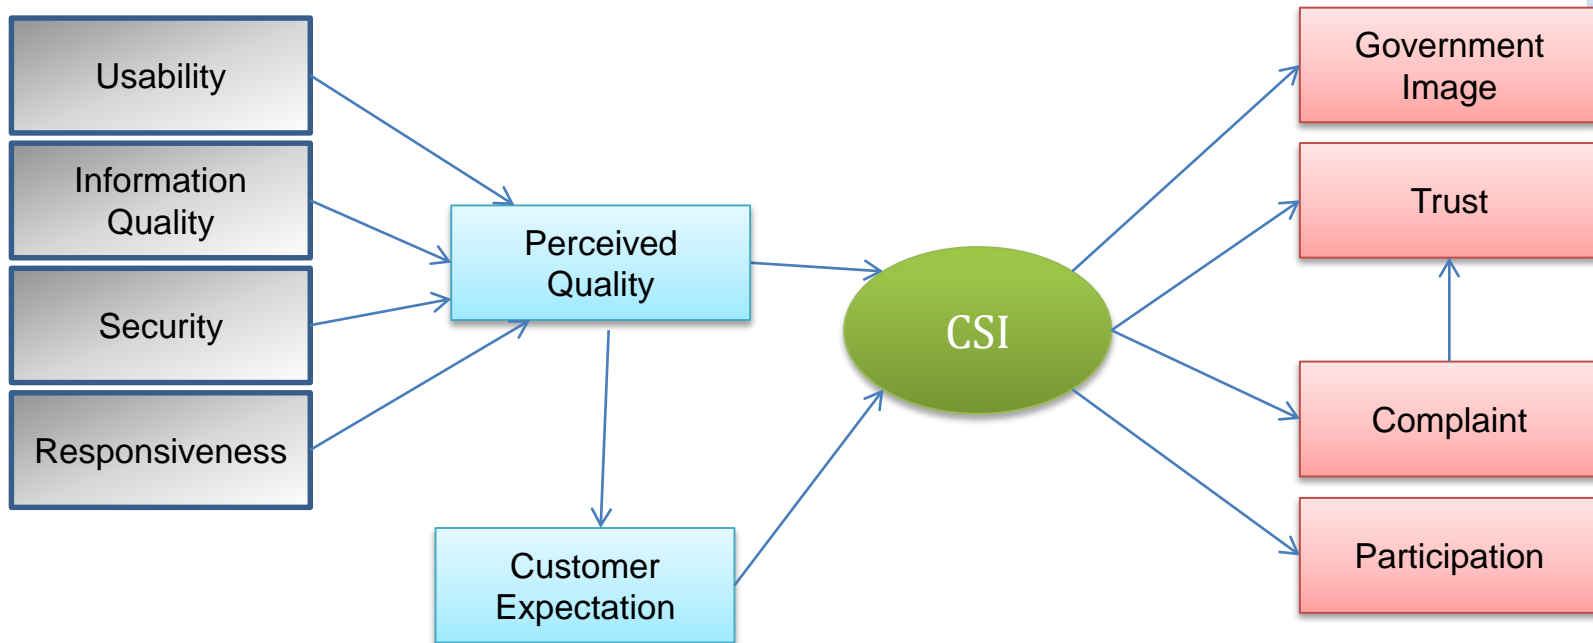 Usability
Information
Quality
Security
Responsiveness
Perceived
Quality
Customer
Expectation
CSI
Government
Image
Trust
Complaint
Participation